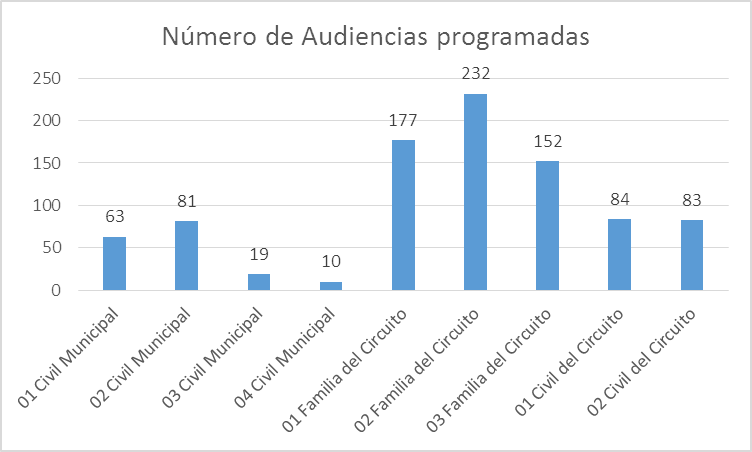 Número de Audiencias programadas
250
200
150
100
50
0
63
81
19
10
177
232
152
84
83
01 Civil Municipal
02 Civil Municipal
03 Civil Municipal
04 Civil Municipal
01 Familia del Circuito
02 Familia del Circuito
03 Familia del Circuito
01 Civil del Circuito
02 Civil del Circuito